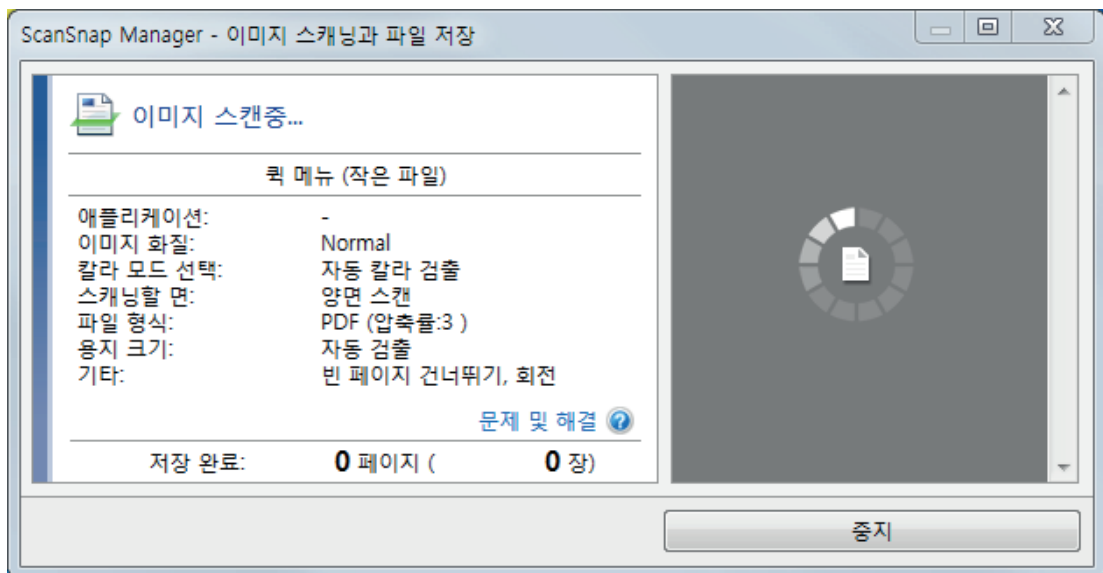 ScanSnap Manager - 이미지 스캐닝과 파일 저장
이미지 스캔중...
퀵 메뉴 (작은 파일)
애플리케이션: -
이미지 화질: Normal
칼라 모드 선택: 자동 칼라 검출
스캐닝할 면: 양면 스캔
파일 형식: PDF (압축률:3 )
용지 크기: 자동 검출
기타: 빈 페이지 건너뛰기, 회전
문제 및 해결 ?
저장 완료: 0 페이지 ( 0 장)
중지